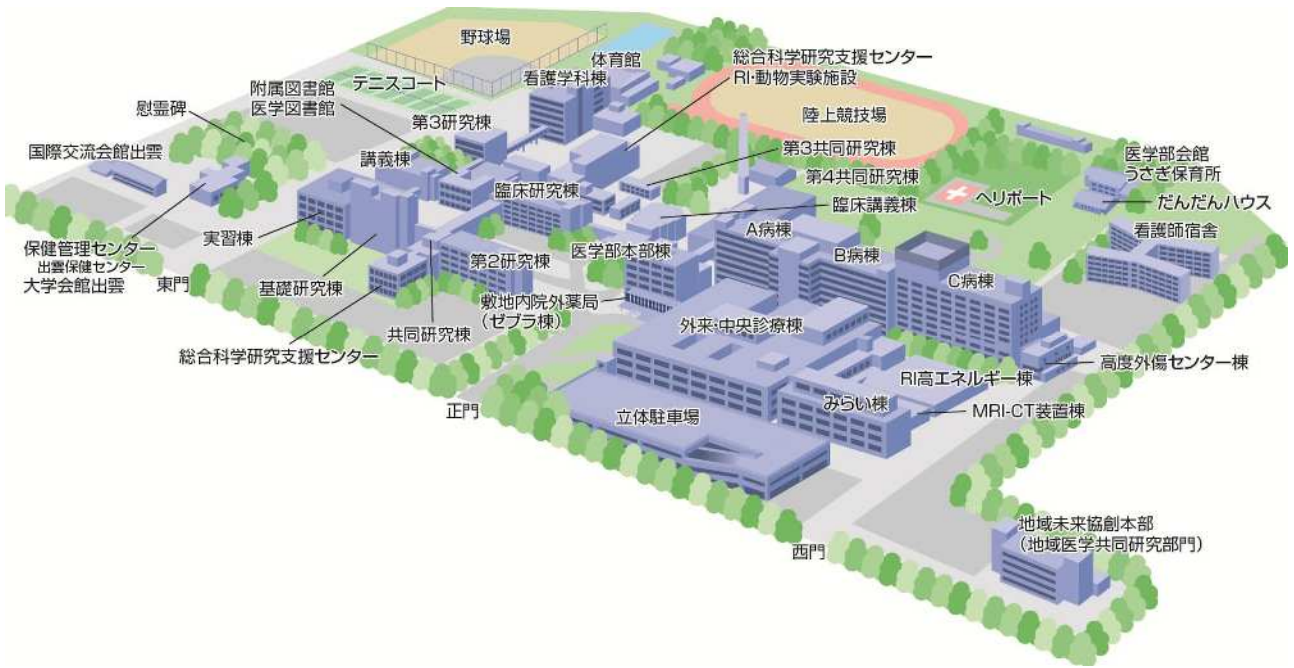 野球場
体育館
看護学科棟
総合科学研究支援センター
RI・動物実験施設
テニスコート
附属図書館
医学図書館
慰霊碑
第3研究棟
陸上競技場
国際交流会館出雲
講義棟
第3共同研究棟
医学部会館
うさぎ保育所
第4共同研究棟
臨床研究棟
ヘリポート
臨床講義棟
だんだんハウス
A病棟
看護師宿舎
実習棟
保健管理センター
出雲保健センター
大学会館出雲
医学部本部棟
B病棟
第2研究棟
C病棟
東門
基礎研究棟
敷地内院外薬局
(ゼブラ棟)
共同研究棟
外来・中央診療棟
総合科学研究支援センター
高度外傷センター棟
RI高エネルギー棟
みらい棟
MRI-CT装置棟
正門
立体駐車場
地域未来協創本部
(地域医学共同研究部門)
西門